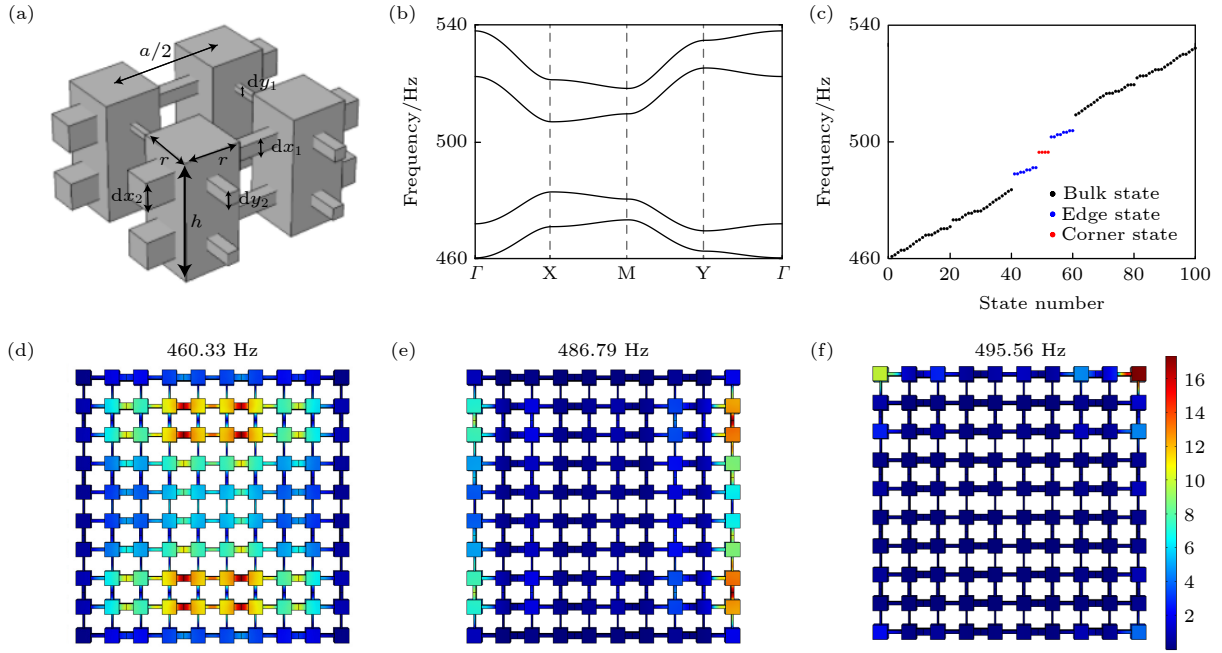 (a)
a/2
dy₁
r
r
dx₁
dx₂
dy₂
h
(b)
Frequency/Hz
540
500
460
Γ X M Y Γ
(c)
Frequency/Hz
540
500
460
Bulk state
Edge state
Corner state
0 20 40 60 80 100
State number
(d)
460.33 Hz
(e)
486.79 Hz
(f)
495.56 Hz
16
14
12
10
8
6
4
2